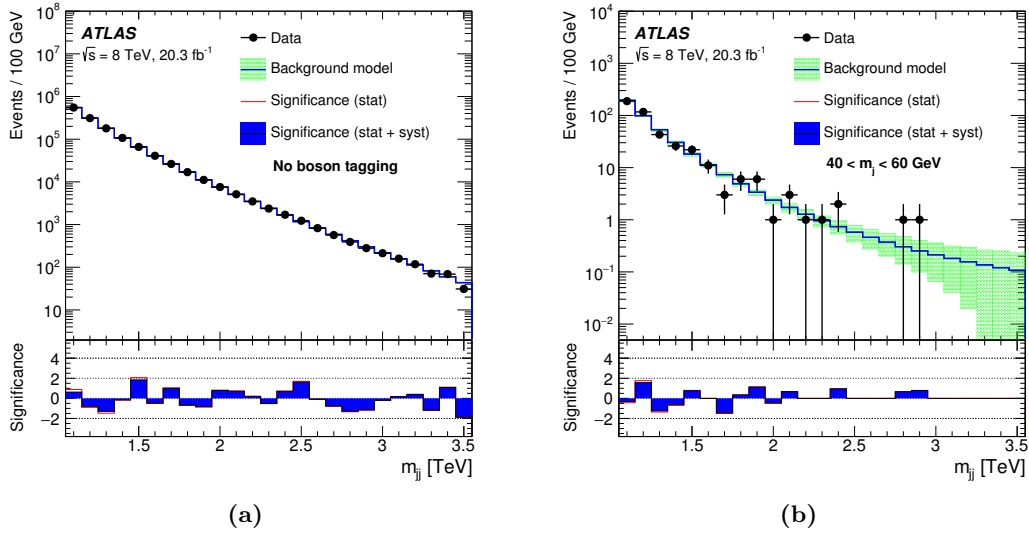 ATLAS
√s = 8 TeV, 20.3 fb⁻¹
Data
Background model
Significance (stat)
Significance (stat + syst)
No boson tagging
Events / 100 GeV
10⁸
10⁷
10⁶
10⁵
10⁴
10³
10²
10
Significance
4
2
0
−2
1.5 2 2.5 3 3.5
m_jj [TeV]
(a)
ATLAS
√s = 8 TeV, 20.3 fb⁻¹
Data
Background model
Significance (stat)
Significance (stat + syst)
40 < m_j < 60 GeV
Events / 100 GeV
10⁴
10³
10²
10
1
10⁻¹
10⁻²
Significance
4
2
0
−2
1.5 2 2.5 3 3.5
m_jj [TeV]
(b)